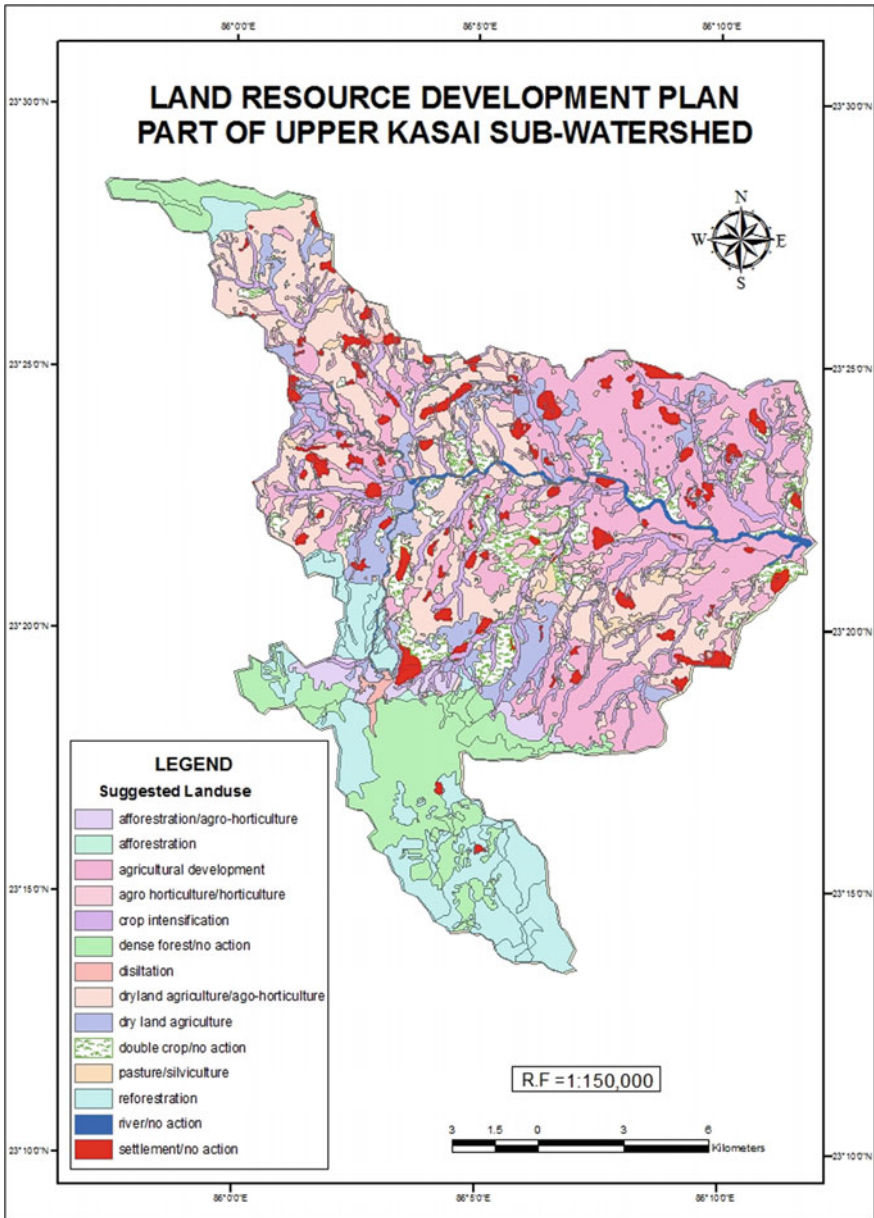 86°0'0"E 86°5'0"E 86°10'0"E
23°30'0"N 23°30'0"N
LAND RESOURCE DEVELOPMENT PLAN
PART OF UPPER KASAI SUB-WATERSHED
N
W E
S
23°25'0"N 23°25'0"N
23°20'0"N 23°20'0"N
LEGEND
Suggested Landuse
afforestration/agro-horticulture
afforestration
agricultural development
agro horticulture/horticulture
crop intensification
dense forest/no action
disiltation
dryland agriculture/ago-horticulture
dry land agriculture
double crop/no action
pasture/silviculture
reforestration
river/no action
settlement/no action
23°15'0"N 23°15'0"N
R.F =1:150,000
3 1.5 0 3 6
Kilometers
23°10'0"N 23°10'0"N
86°0'0"E 86°5'0"E 86°10'0"E